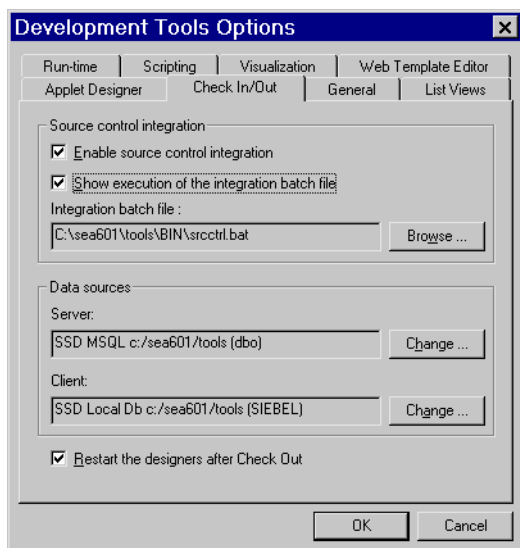 Development Tools Options
Run-time Scripting Visualization Web Template Editor
Applet Designer Check In/Out General List Views
Source control integration
Enable source control integration
Show execution of the integration batch file
Integration batch file :
C:\sea601\tools\BIN\srcctrl.bat Browse ...
Data sources
Server:
SSD MSQL c:/sea601/tools (dbo) Change ...
Client:
SSD Local Db c:/sea601/tools (SIEBEL) Change ...
Restart the designers after Check Out
OK Cancel